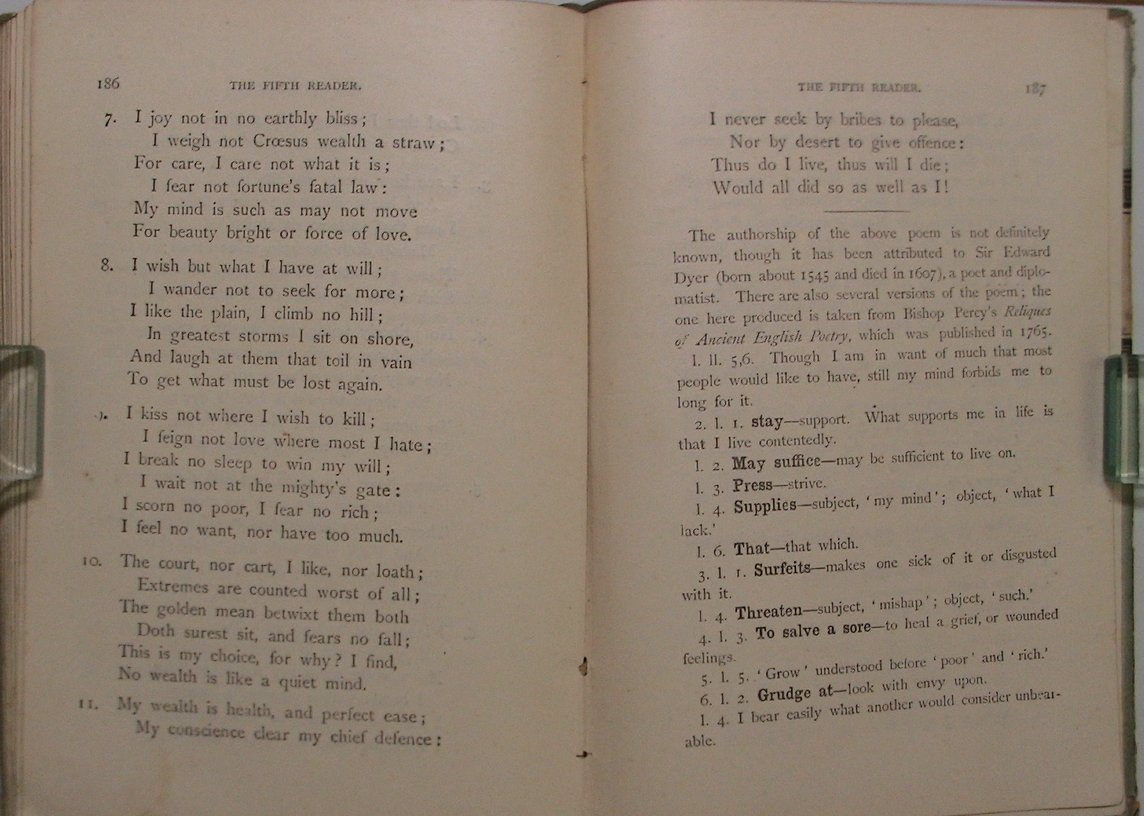 186
THE FIFTH READER.
7. I joy not in no earthly bliss;
I weigh not Crœsus wealth a straw;
For care, I care not what it is;
I fear not fortune's fatal law:
My mind is such as may not move
For beauty bright or force of love.
8. I wish but what I have at will;
I wander not to seek for more;
I like the plain, I climb no hill;
In greatest storms I sit on shore,
And laugh at them that toil in vain
To get what must be lost again.
9. I kiss not where I wish to kill;
I feign not love where most I hate;
I break no sleep to win my will;
I wait not at the mighty's gate:
I scorn no poor, I fear no rich;
I feel no want, nor have too much.
10. The court, nor cart, I like, nor loath;
Extremes are counted worst of all;
The golden mean betwixt them both
Doth surest sit, and fears no fall;
This is my choice, for why? I find,
No wealth is like a quiet mind.
11. My wealth is health, and perfect ease;
My conscience clear my chief defence:
THE FIFTH READER.
187
I never seek by bribes to please,
Nor by desert to give offence:
Thus do I live, thus will I die;
Would all did so as well as I!
The authorship of the above poem is not definitely
known, though it has been attributed to Sir Edward
Dyer (born about 1545 and died in 1607), a poet and diplo-
matist. There are also several versions of the poem; the
one here produced is taken from Bishop Percy's Reliques
of Ancient English Poetry, which was published in 1765.
1. ll. 5,6. Though I am in want of much that most
people would like to have, still my mind forbids me to
long for it.
2. l. 1. stay—support. What supports me in life is
that I live contentedly.
l. 2. May suffice—may be sufficient to live on.
l. 3. Press—strive.
l. 4. Supplies—subject, 'my mind'; object, 'what I
lack.'
l. 6. That—that which.
3. l. 1. Surfeits—makes one sick of it or disgusted
with it.
l. 4. Threaten—subject, 'mishap'; object, 'such.'
4. l. 3. To salve a sore—to heal a grief, or wounded
feelings.
5. l. 5. 'Grow' understood before 'poor' and 'rich.'
6. l. 2. Grudge at—look with envy upon.
l. 4. I bear easily what another would consider unbear-
able.